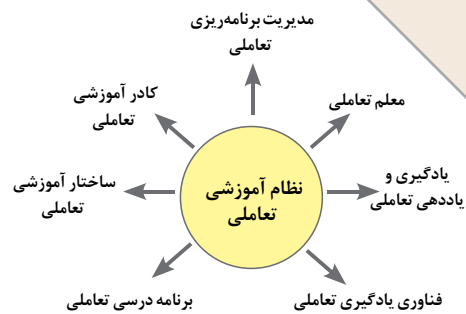 مدیریت برنامه‌ریزی
تعاملی
معلم تعاملی
یادگیری و
یاددهی تعاملی
فناوری یادگیری تعاملی
برنامه درسی تعاملی
ساختار آموزشی
تعاملی
کادر آموزشی
تعاملی
نظام آموزشی
تعاملی